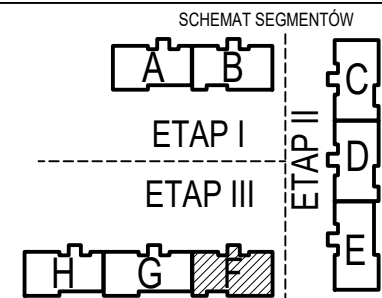 SCHEMAT SEGMENTÓW
A B
C
ETAP I
ETAP II
D
ETAP III
E
H G F